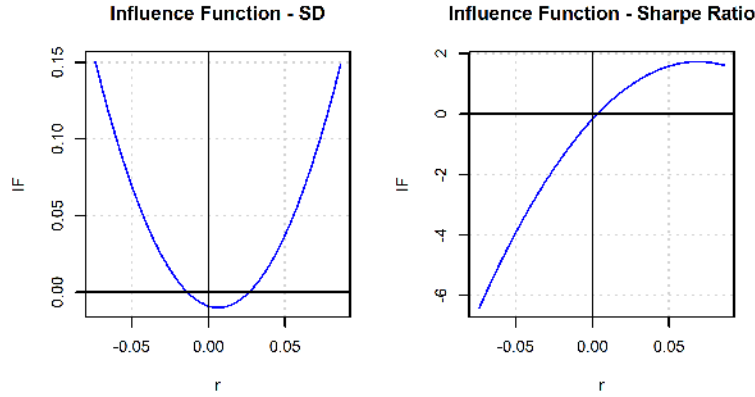 Influence Function - SD
IF
0.15
0.10
0.05
0.00
-0.05 0.00 0.05
r
Influence Function - Sharpe Ratio
IF
2
0
-2
-4
-6
-0.05 0.00 0.05
r